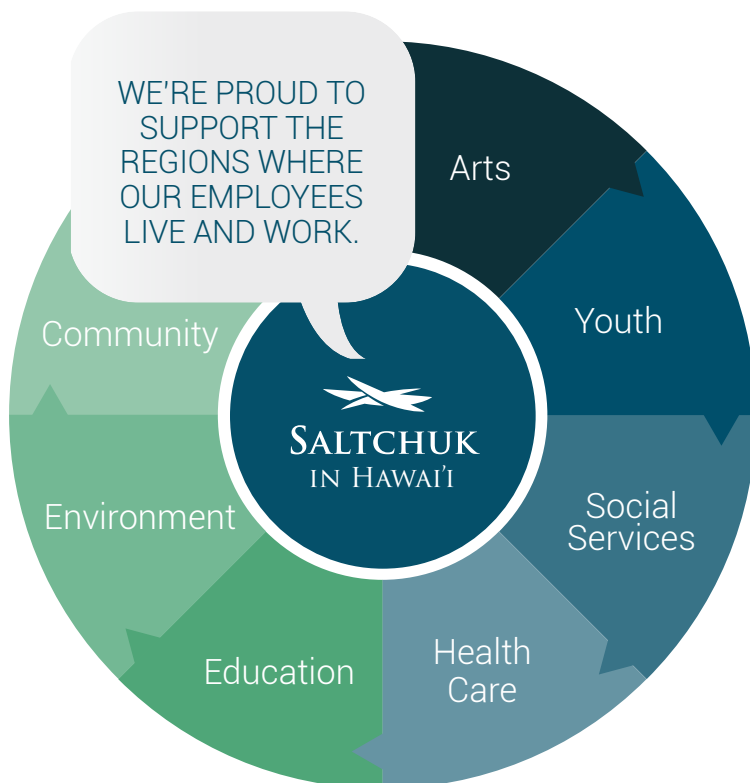 WE'RE PROUD TO
SUPPORT THE
REGIONS WHERE
OUR EMPLOYEES
LIVE AND WORK.
Arts
Youth
Social
Services
Health
Care
Education
Environment
Community
SALTCHUK
IN HAWAI'I